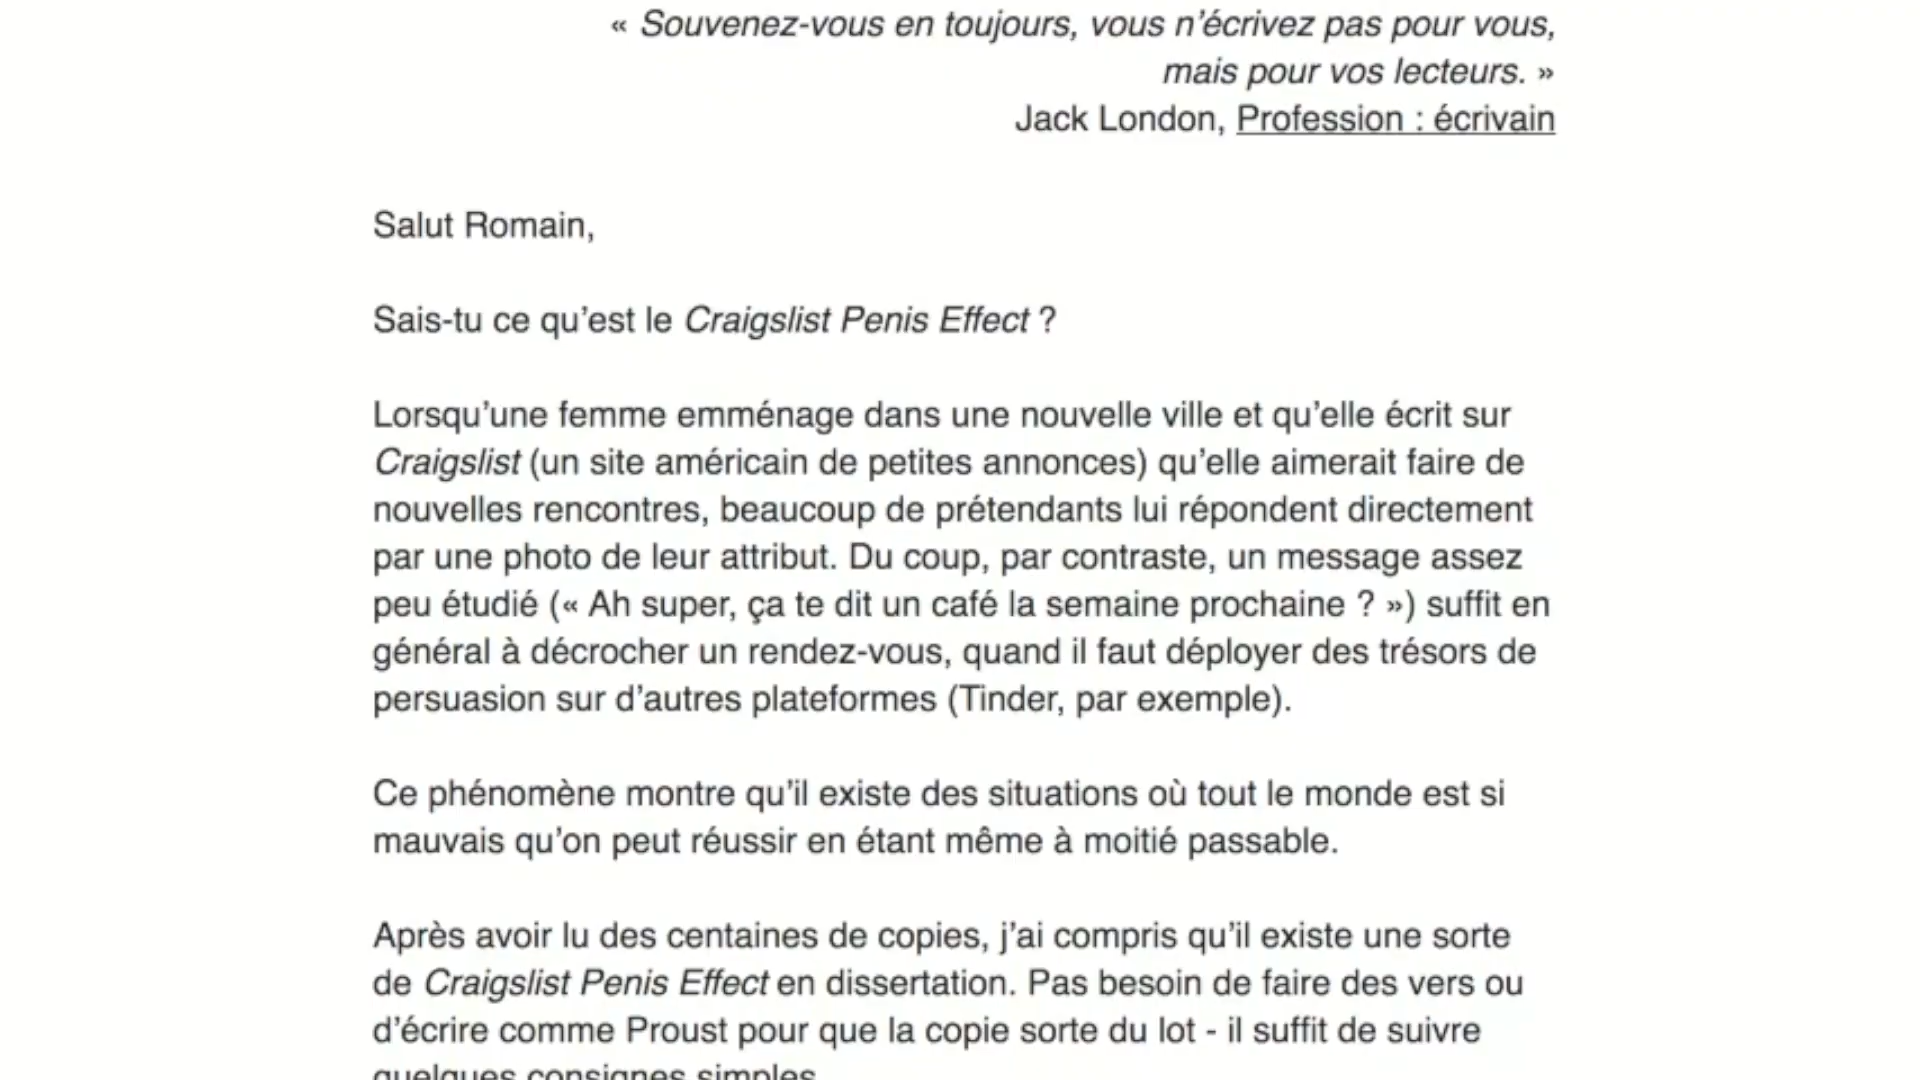 « Souvenez-vous en toujours, vous n’écrivez pas pour vous,
mais pour vos lecteurs. »
Jack London, Profession : écrivain
Salut Romain,
Sais-tu ce qu’est le Craigslist Penis Effect ?
Lorsqu’une femme emménage dans une nouvelle ville et qu’elle écrit sur
Craigslist (un site américain de petites annonces) qu’elle aimerait faire de
nouvelles rencontres, beaucoup de prétendants lui répondent directement
par une photo de leur attribut. Du coup, par contraste, un message assez
peu étudié (« Ah super, ça te dit un café la semaine prochaine ? ») suffit en
général à décrocher un rendez-vous, quand il faut déployer des trésors de
persuasion sur d’autres plateformes (Tinder, par exemple).
Ce phénomène montre qu’il existe des situations où tout le monde est si
mauvais qu’on peut réussir en étant même à moitié passable.
Après avoir lu des centaines de copies, j’ai compris qu’il existe une sorte
de Craigslist Penis Effect en dissertation. Pas besoin de faire des vers ou
d’écrire comme Proust pour que la copie sorte du lot - il suffit de suivre
quelques consignes simples.